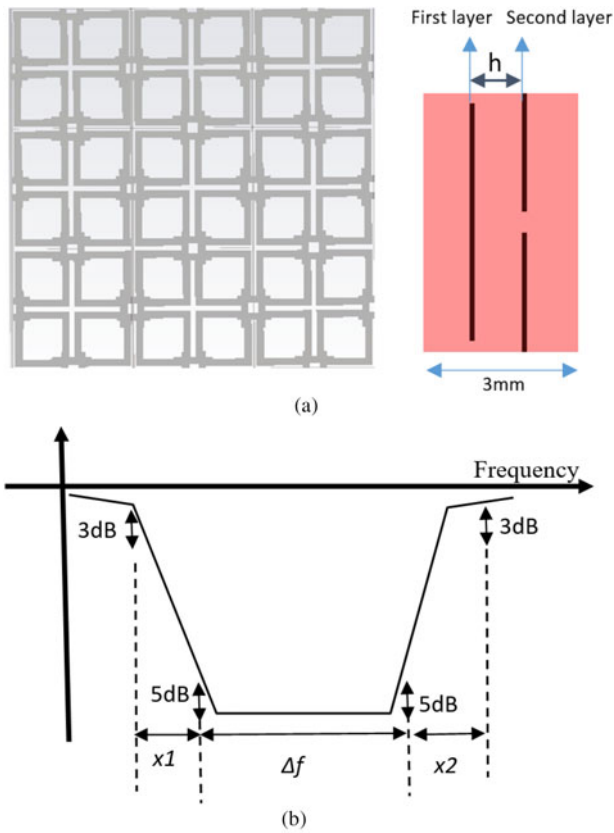 First layer Second layer
h
3mm
(a)
Frequency
3dB 3dB
5dB 5dB
x1 Δf x2
(b)